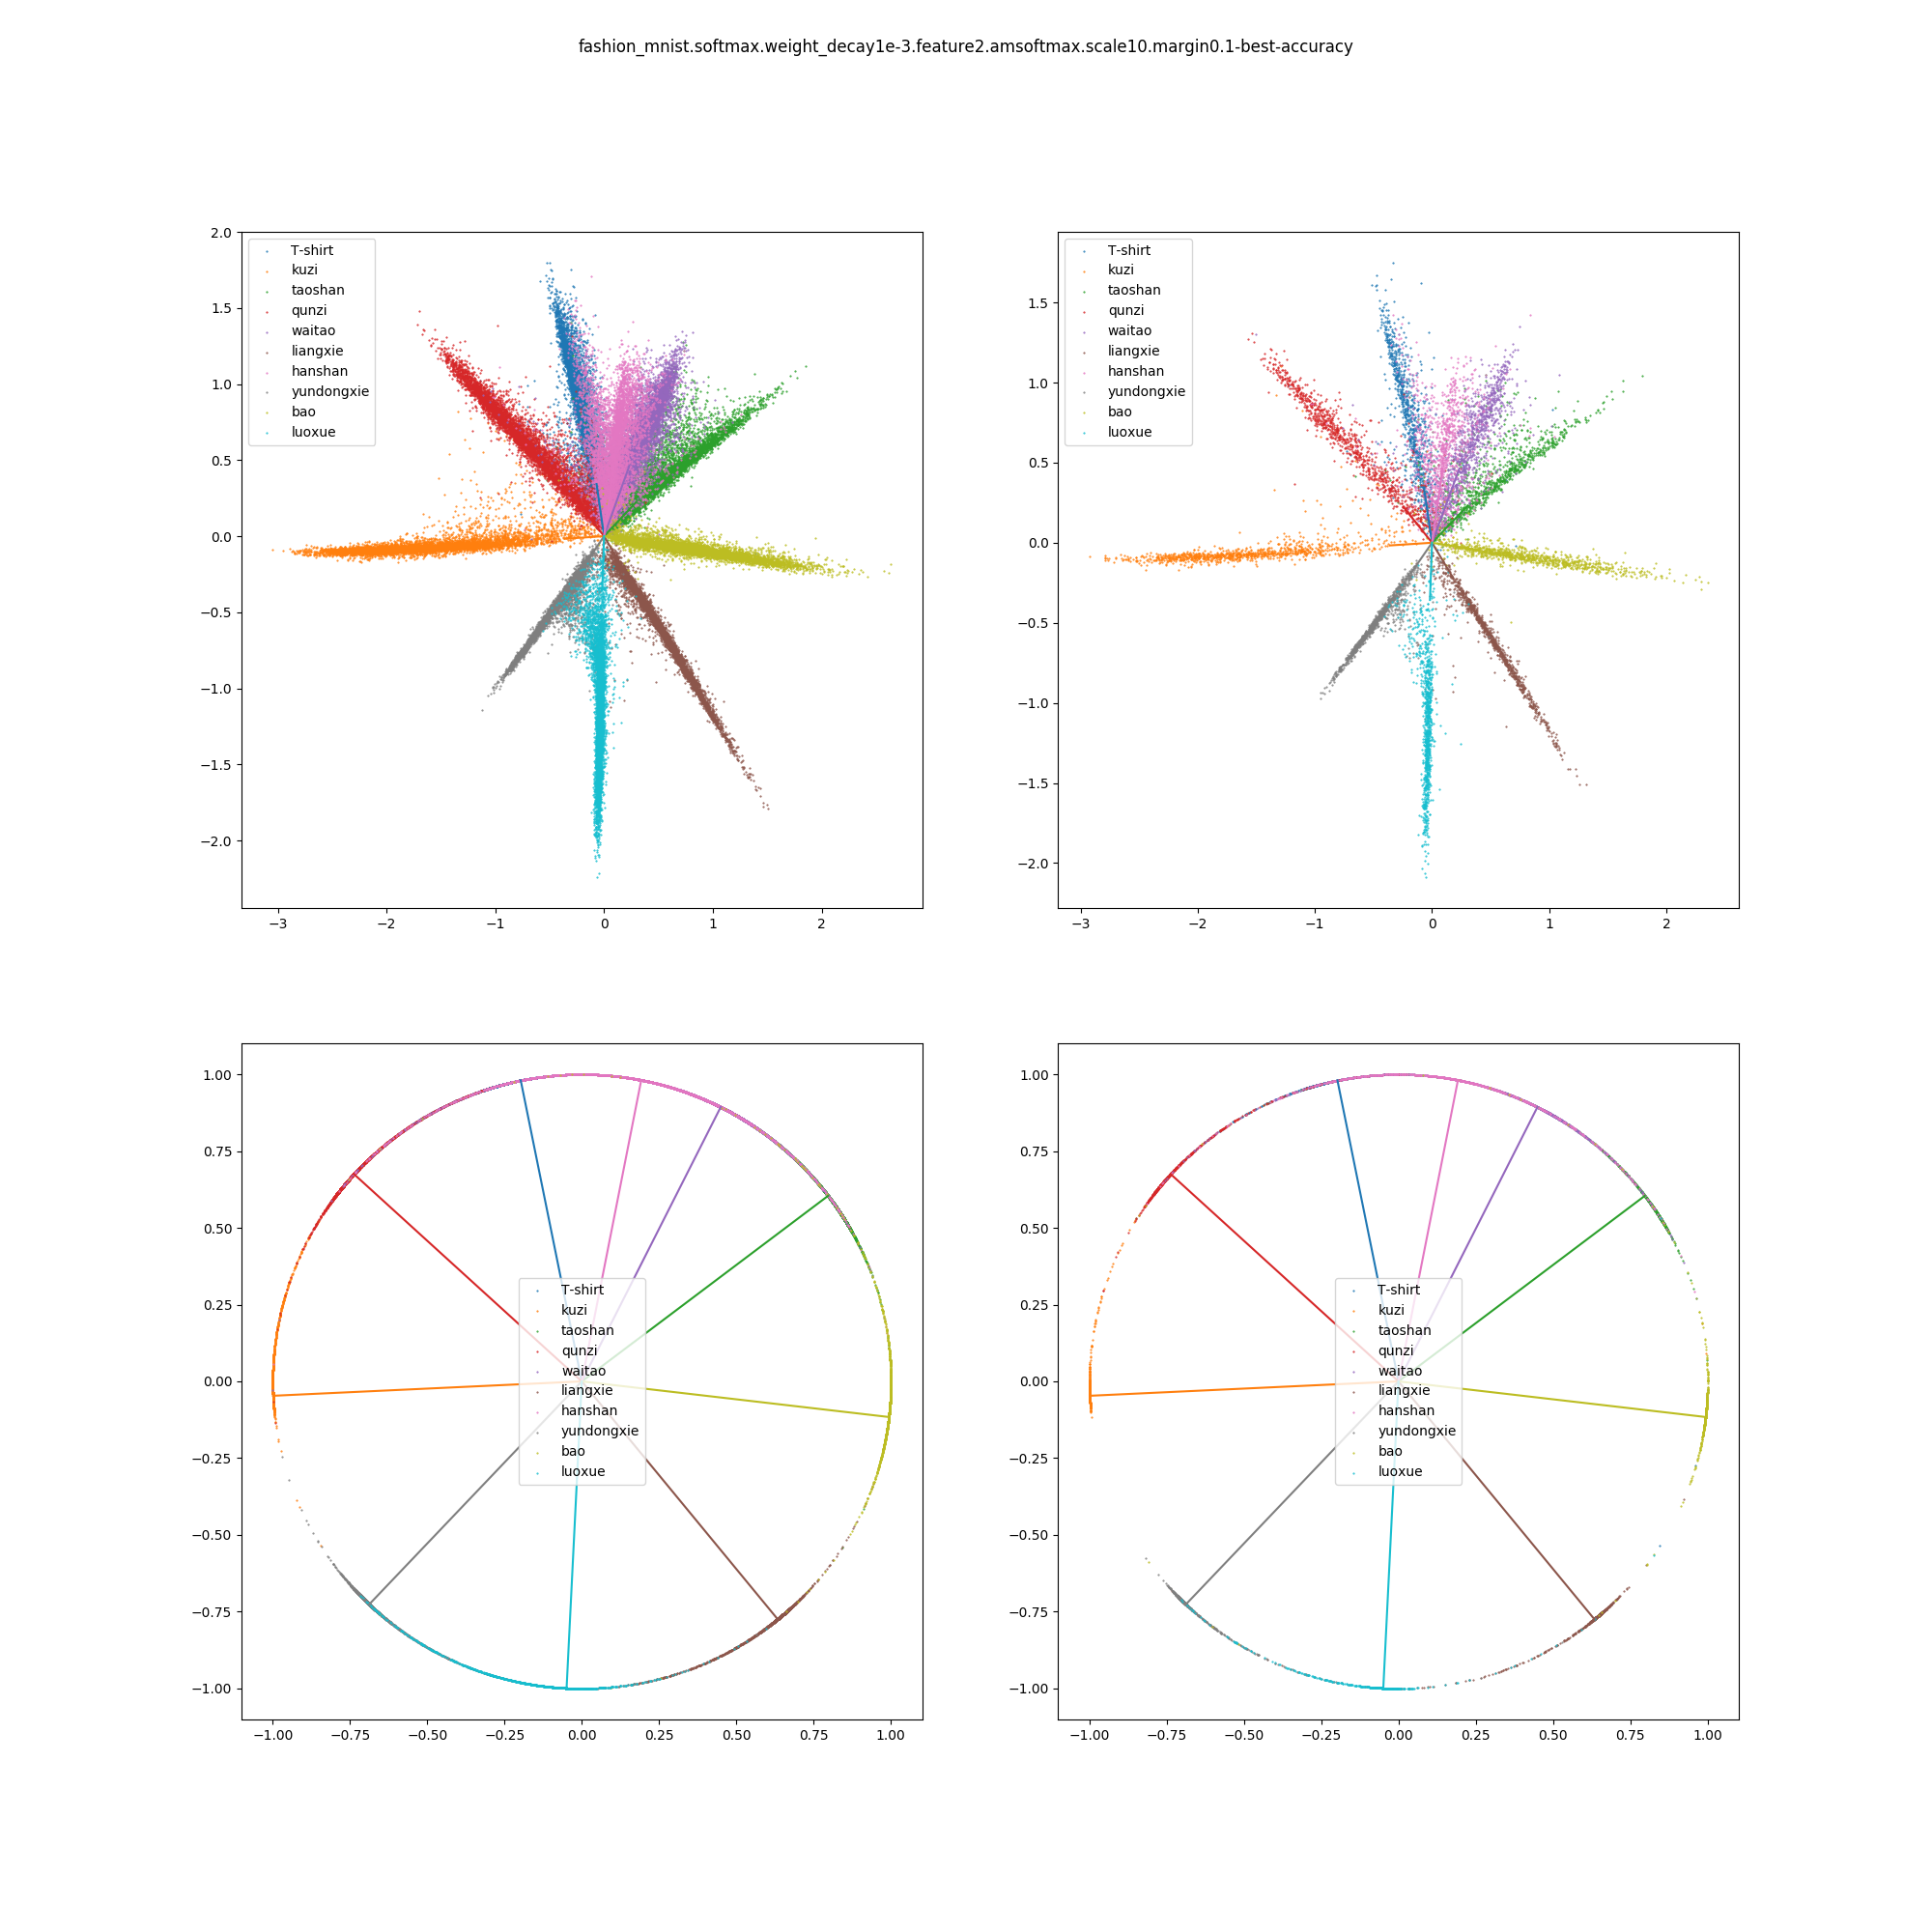 fashion_mnist.softmax.weight_decay1e-3.feature2.amsoftmax.scale10.margin0.1-best-accuracy
T-shirt
kuzi
taoshan
qunzi
waitao
liangxie
hanshan
yundongxie
bao
luoxue
2.0
1.5
1.0
0.5
0.0
−0.5
−1.0
−1.5
−2.0
−3 −2 −1 0 1 2
T-shirt
kuzi
taoshan
qunzi
waitao
liangxie
hanshan
yundongxie
bao
luoxue
1.5
1.0
0.5
0.0
−0.5
−1.0
−1.5
−2.0
−3 −2 −1 0 1 2
1.00
0.75
0.50
0.25
0.00
−0.25
−0.50
−0.75
−1.00
T-shirt
kuzi
taoshan
qunzi
waitao
liangxie
hanshan
yundongxie
bao
luoxue
−1.00 −0.75 −0.50 −0.25 0.00 0.25 0.50 0.75 1.00
1.00
0.75
0.50
0.25
0.00
−0.25
−0.50
−0.75
−1.00
T-shirt
kuzi
taoshan
qunzi
waitao
liangxie
hanshan
yundongxie
bao
luoxue
−1.00 −0.75 −0.50 −0.25 0.00 0.25 0.50 0.75 1.00